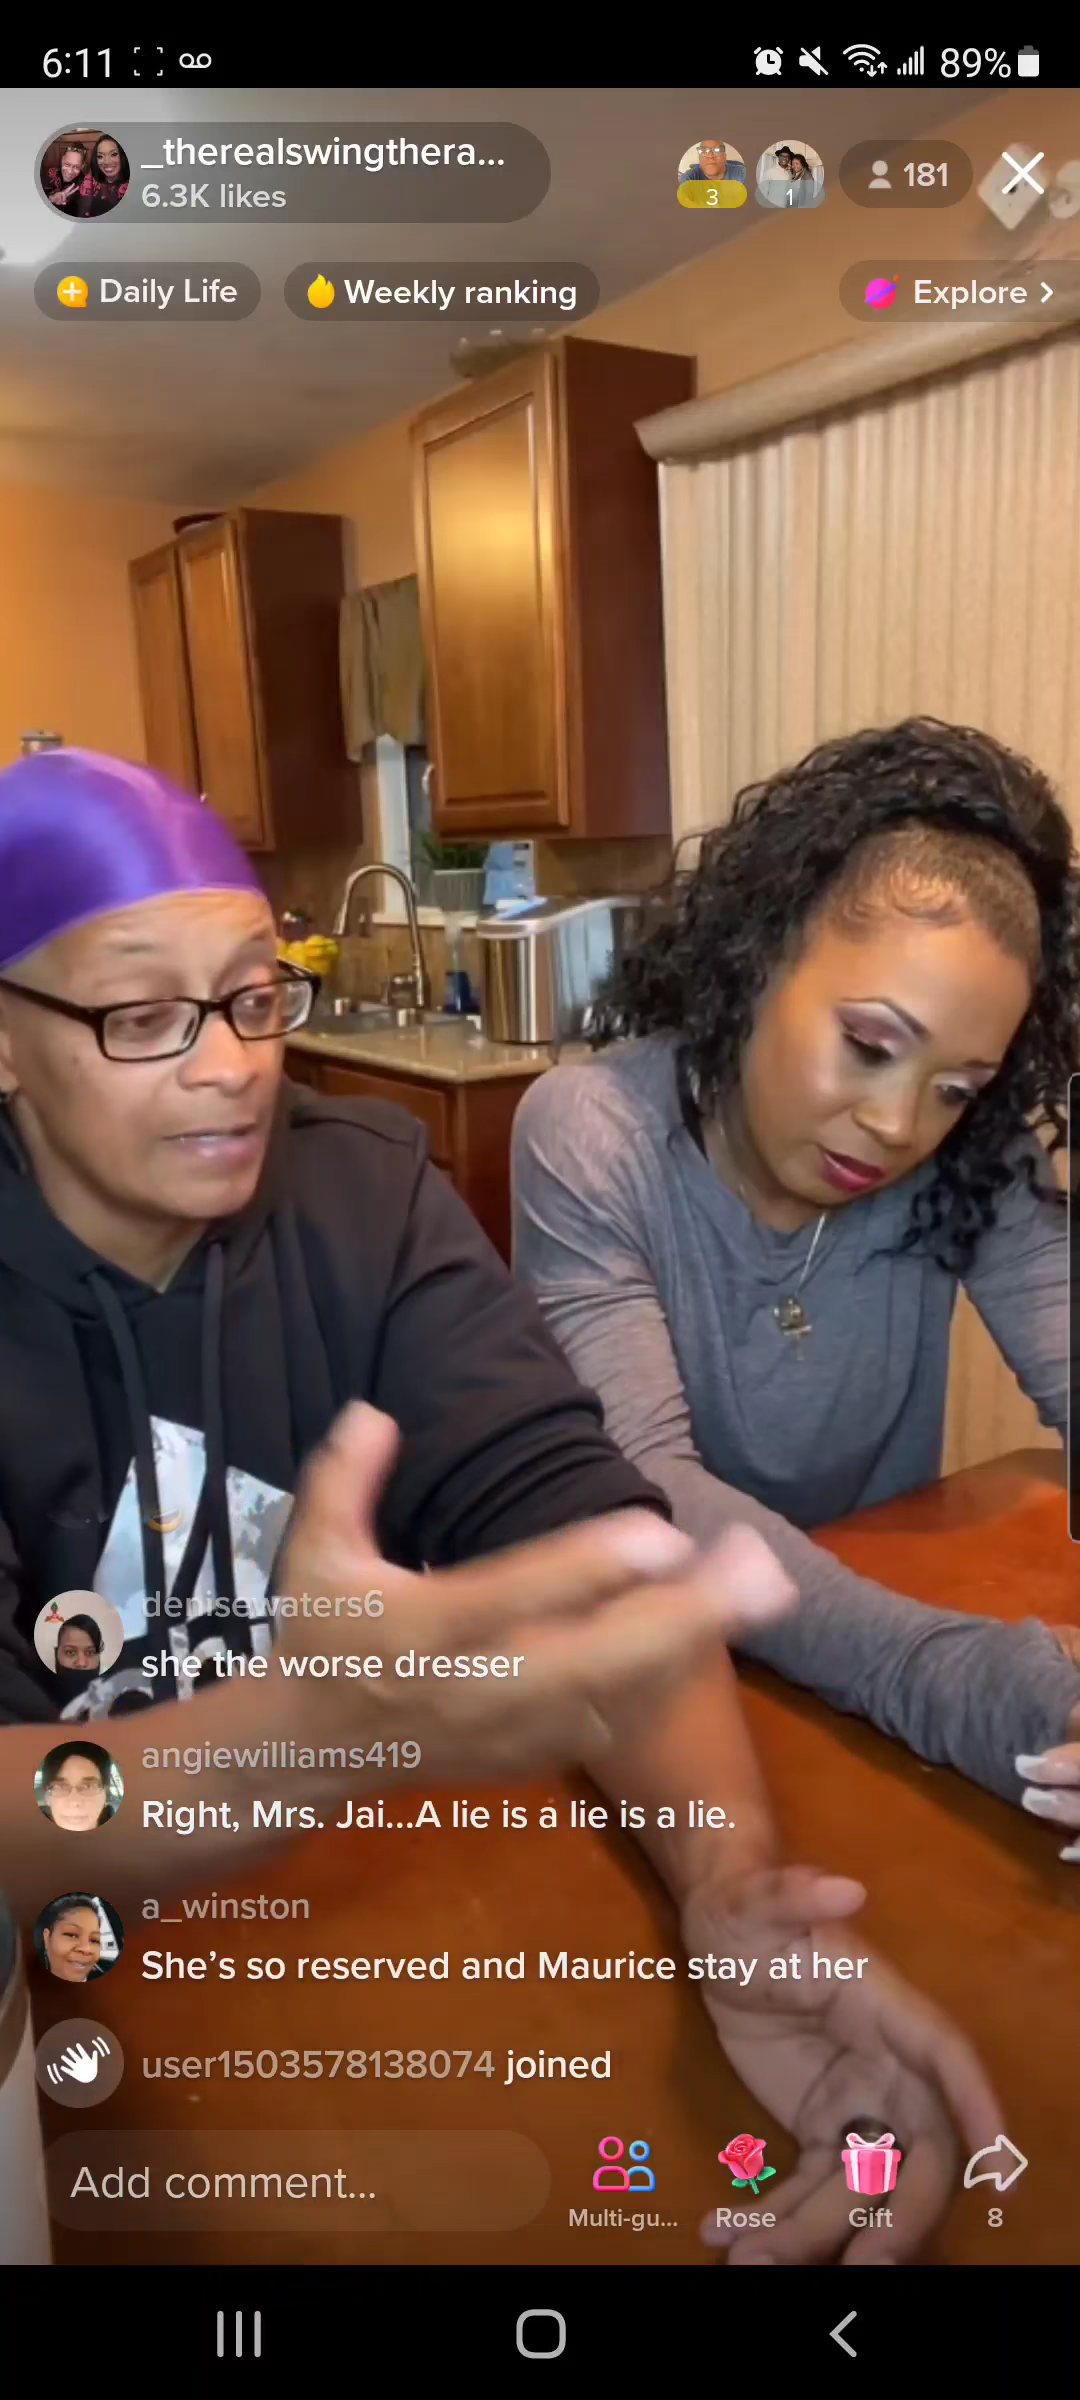 6:11 89%
_therealswingthera...
6.3K likes
3
1
181
Daily Life
Weekly ranking
Explore
denisewaters6
she the worse dresser
angiewilliams419
Right, Mrs. Jai...A lie is a lie is a lie.
a_winston
She's so reserved and Maurice stay at her
user1503578138074 joined
Add comment...
Multi-gu...
Rose
Gift
8